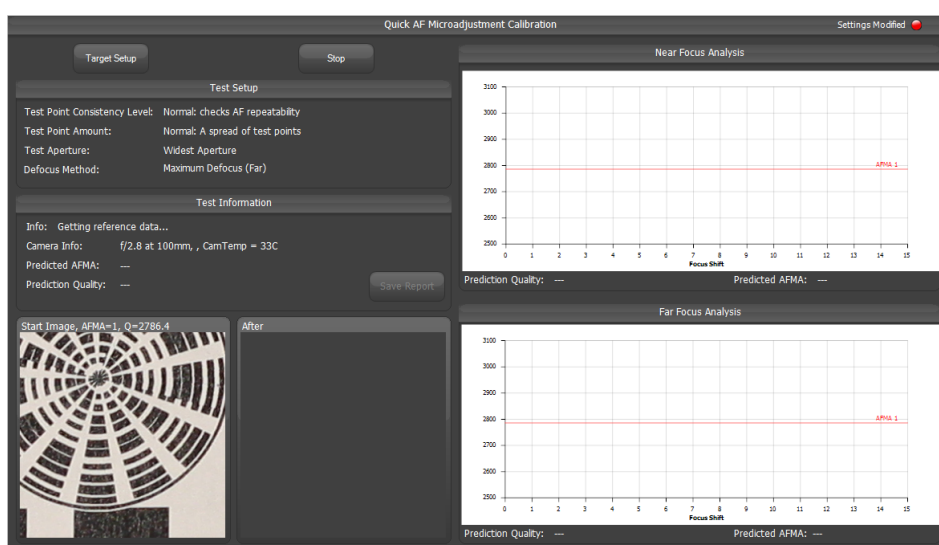 Quick AF Microadjustment Calibration
Settings Modified
Target Setup
Stop
Test Setup
Test Point Consistency Level: Normal: checks AF repeatability
Test Point Amount: Normal: A spread of test points
Test Aperture: Widest Aperture
Defocus Method: Maximum Defocus (Far)
Test Information
Info: Getting reference data...
Camera Info: f/2.8 at 100mm, , CamTemp = 33C
Predicted AFMA: ---
Prediction Quality: ---
Save Report
Start Image, AFMA=1, Q=2786.4
After
Near Focus Analysis
3100
3000
2900
2800
2700
2600
2500
AFMA 1
0 1 2 3 4 5 6 7 8 9 10 11 12 13 14 15
Focus Shift
Prediction Quality: --- Predicted AFMA: ---
Far Focus Analysis
3100
3000
2900
2800
2700
2600
2500
AFMA 1
0 1 2 3 4 5 6 7 8 9 10 11 12 13 14 15
Focus Shift
Prediction Quality: --- Predicted AFMA: ---